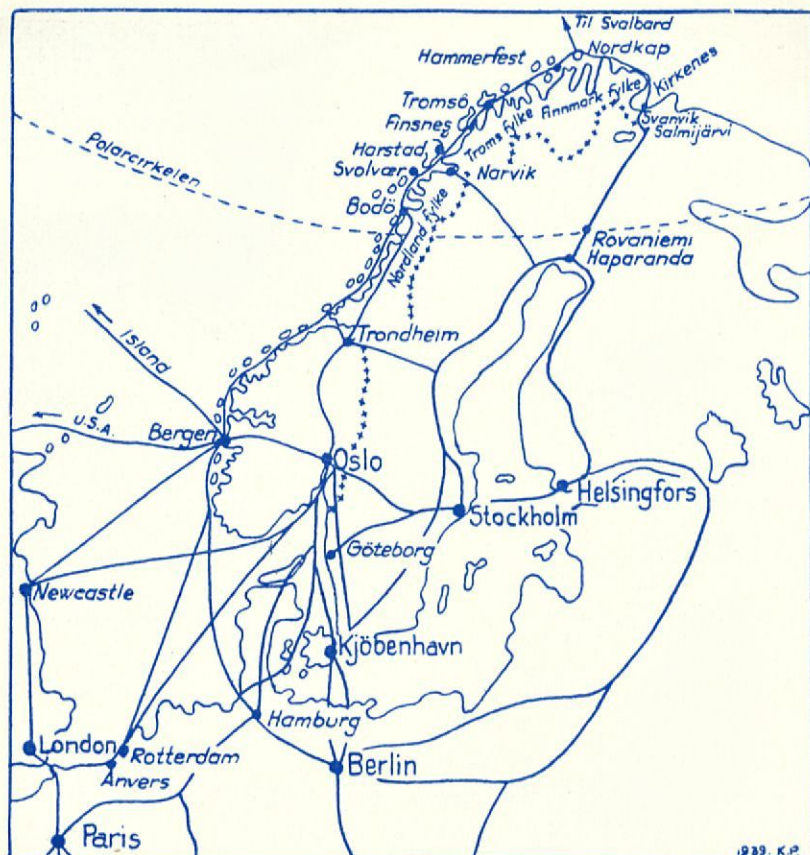 Til Svalbard
Nordkap
Hammerfest
Kirkenes
Tromsö
Finnmark fylke
Troms fylke
Finsnes
Svanvik
Salmijärvi
Harstad
Svolvær
Narvik
Polarcirkelen
Bodö
Nordland fylke
Rovaniemi
Haparanda
Island
Trondheim
U.S.A.
Bergen
Oslo
Helsingfors
Stockholm
Göteborg
Newcastle
Kjöbenhavn
Hamburg
London
Rotterdam
Anvers
Berlin
Paris
1939. K.P.